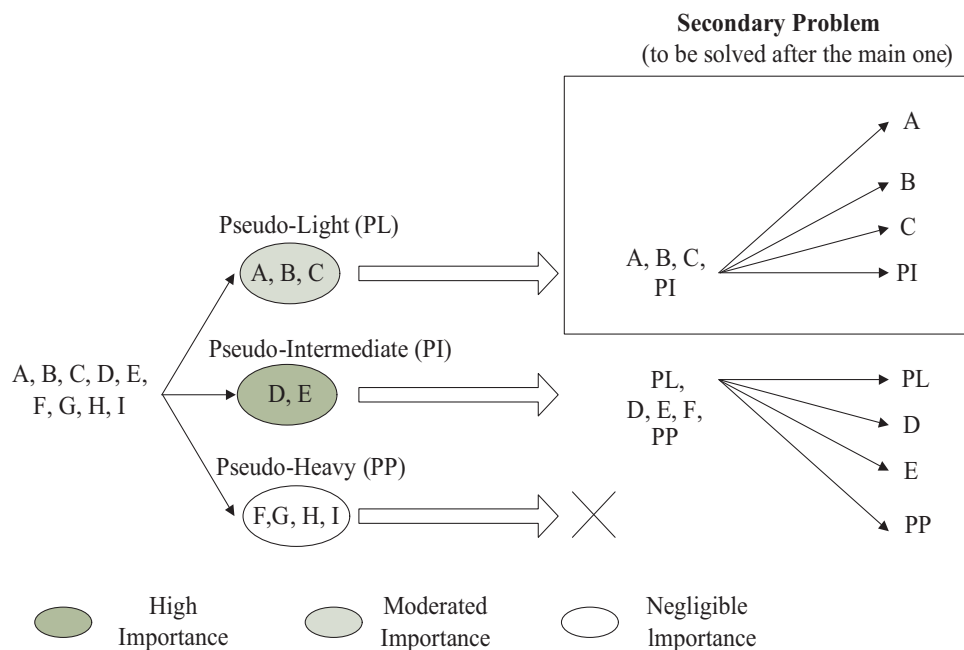 Secondary Problem
(to be solved after the main one)
A
B
C
PI
A, B, C,
PI
Pseudo-Light (PL)
A, B, C
Pseudo-Intermediate (PI)
D, E
Pseudo-Heavy (PP)
F,G, H, I
A, B, C, D, E,
F, G, H, I
PL,
D, E, F,
PP
PL
D
E
PP
High
Importance
Moderated
Importance
Negligible
Importance